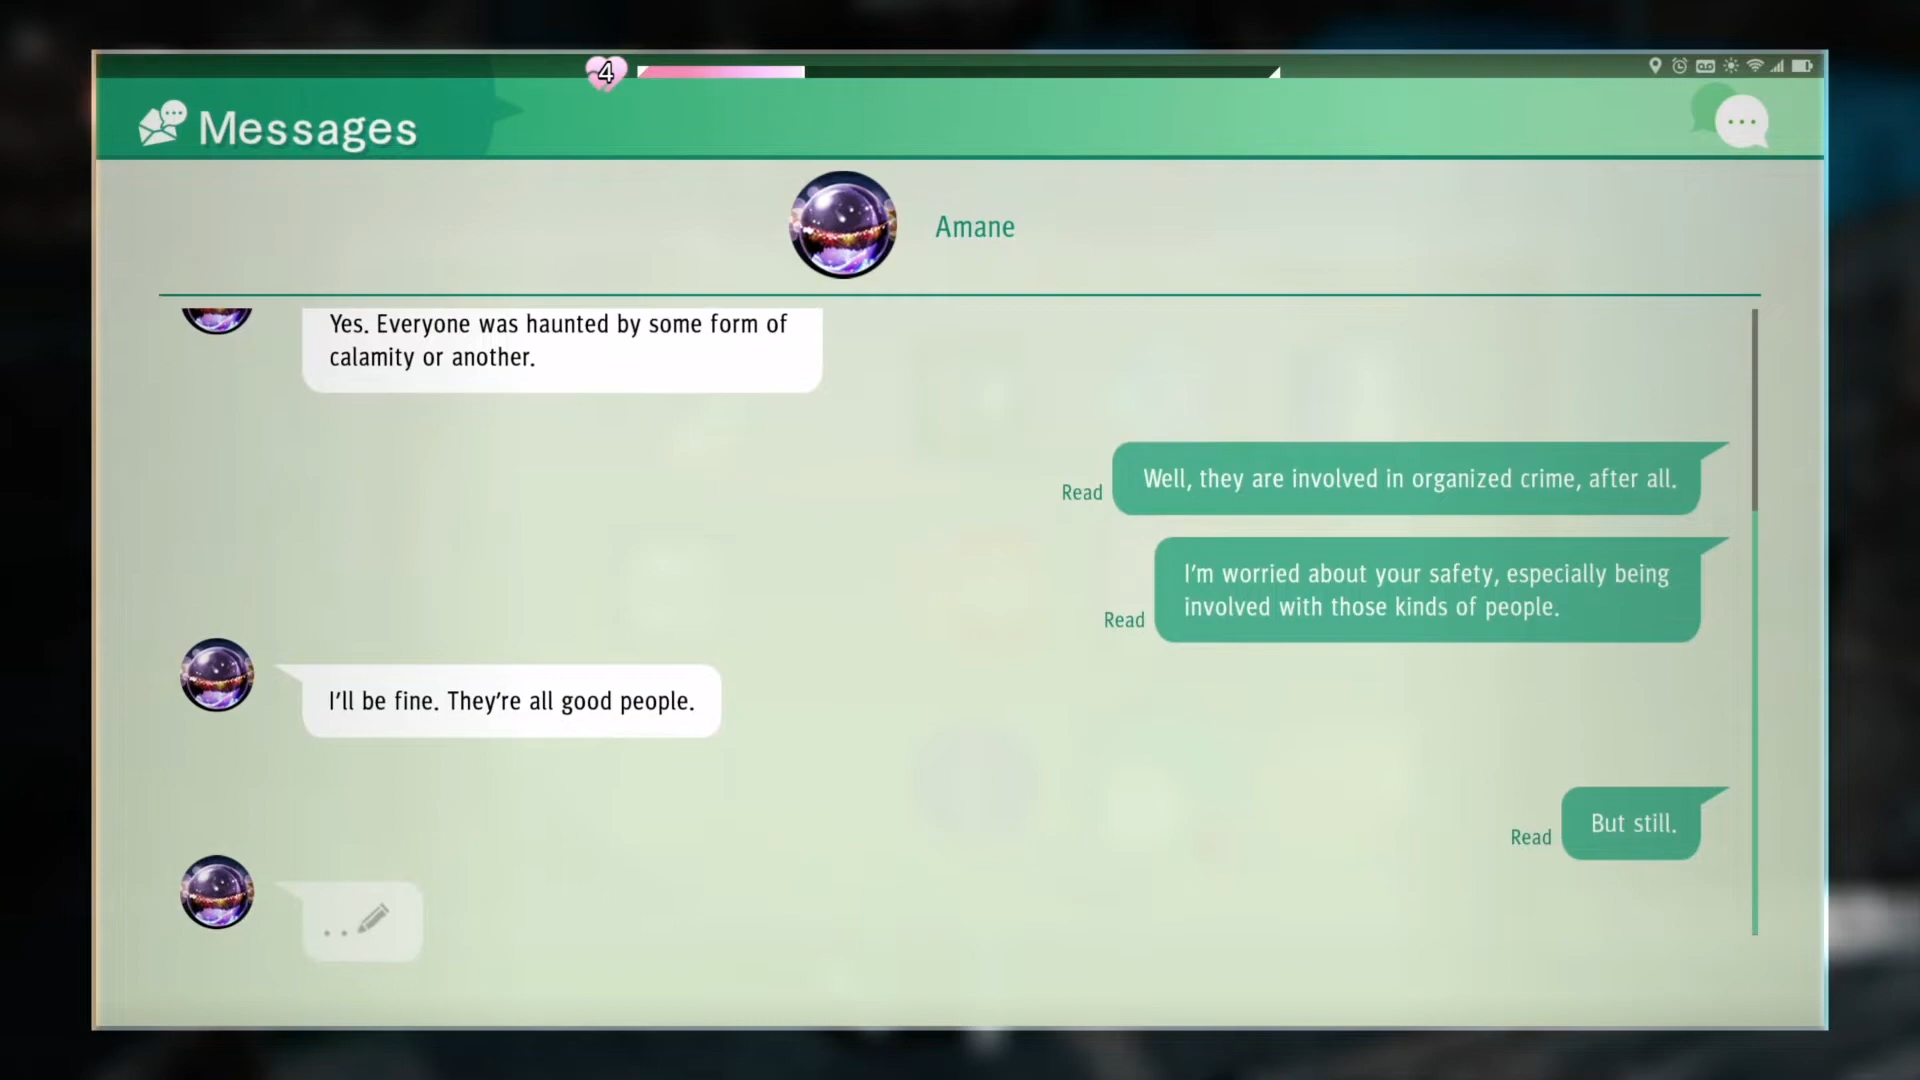 4
Messages
Amane
Yes. Everyone was haunted by some form of
calamity or another.
Well, they are involved in organized crime, after all.
Read
I'm worried about your safety, especially being
involved with those kinds of people.
Read
I'll be fine. They're all good people.
But still.
Read